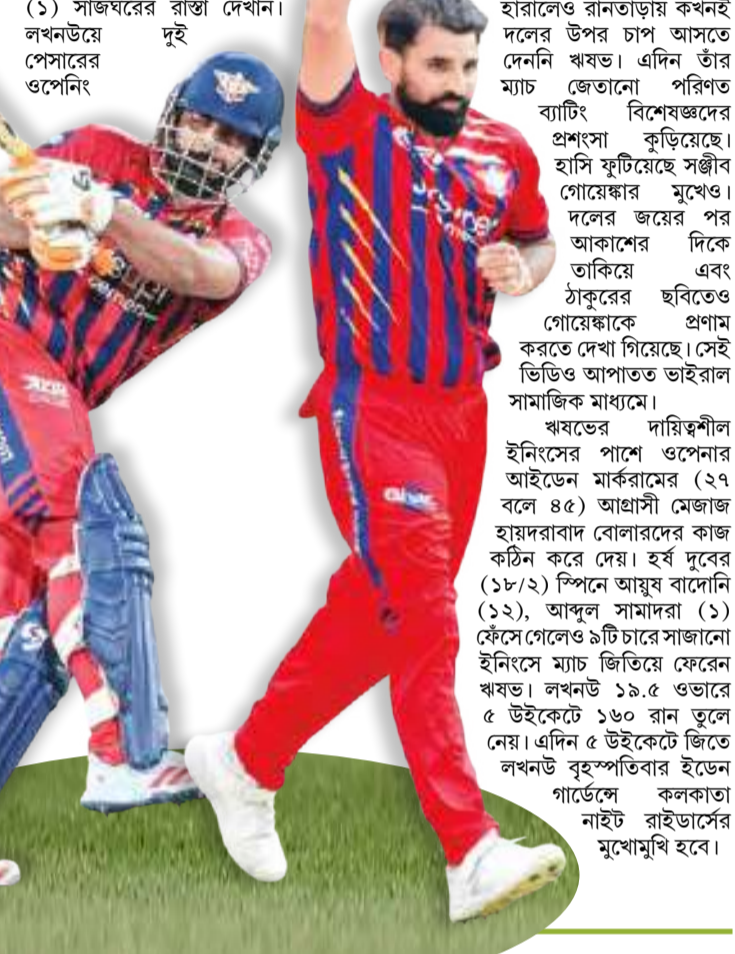 (১) সাজঘরের রাস্তা দেখান।
লখনউয়ে দুই
পেসারের
ওপেনিং
হারালেও রানতাড়ায় কখনই
দলের উপর চাপ আসতে
দেননি ঋষভ। এদিন তাঁর
ম্যাচ জেতানো পরিণত
ব্যাটিং বিশেষজ্ঞদের
প্রশংসা কুড়িয়েছে।
হাসি ফুটিয়েছে সঞ্জীব
গোয়েঙ্কার মুখেও।
দলের জয়ের পর
আকাশের দিকে
তাকিয়ে এবং
ঠাকুরের ছবিতেও
গোয়েঙ্কাকে প্রণাম
করতে দেখা গিয়েছে। সেই
ভিডিও আপাতত ভাইরাল
সামাজিক মাধ্যমে।
ঋষভের দায়িত্বশীল
ইনিংসের পাশে ওপেনার
আইডেন মার্করামের (২৭
বলে ৪৫) আগ্রাসী মেজাজ
হায়দরাবাদ বোলারদের কাজ
কঠিন করে দেয়। হর্ষ দুবের
(১৮/২) স্পিনে আয়ুষ বাদোনি
(১২), আব্দুল সামাদরা (১)
ফেঁসে গেলেও ৯টি চারে সাজানো
ইনিংসে ম্যাচ জিতিয়ে ফেরেন
ঋষভ। লখনউ ১৯.৫ ওভারে
৫ উইকেটে ১৬০ রান তুলে
নেয়। এদিন ৫ উইকেটে জিতে
লখনউ বৃহস্পতিবার ইডেন
গার্ডেন্সে কলকাতা
নাইট রাইডার্সের
মুখোমুখি হবে।